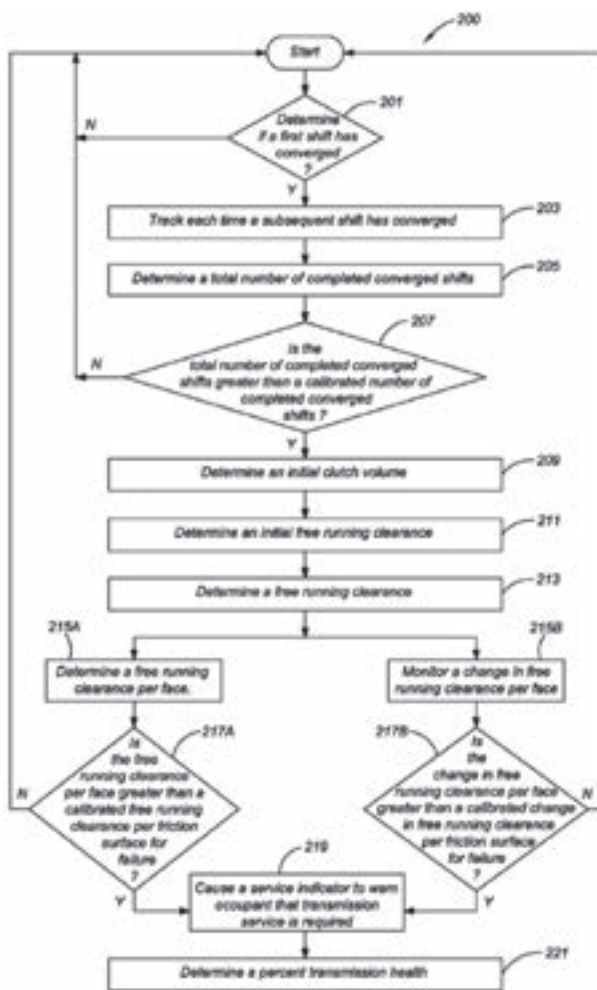 200
Start
201
Determine
if a first shift has
converged
?
N
Y
Track each time a subsequent shift has converged
203
Determine a total number of completed converged shifts
205
207
Is the
total number of completed converged
shifts greater then a calibrated number of
completed converged
shifts ?
N
Y
Determine an initial clutch volume
209
Determine an initial free running clearance
211
Determine a free running clearance
213
215A
Determine a free running
clearance per face.
215B
Monitor a change in free
running clearance per face
217A
Is
the free
running clearance
per face greater than a
calibrated free running
clearance per friction
surface for
failure
?
N
Y
217B
Is
the
change in free
running clearance per face
greater than a calibrated change
in free running clearance
per friction surface
for failure
?
N
Y
219
Cause a service indicator to warn
occupant that transmission
service is required
221
Determine a percent transmission health